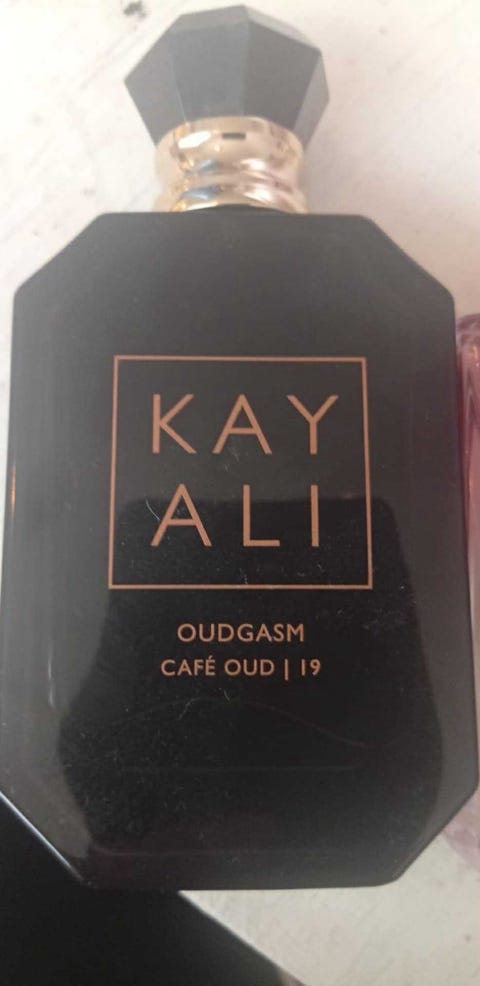 KAY
ALI
OUDGASM
CAFÉ OUD | 19